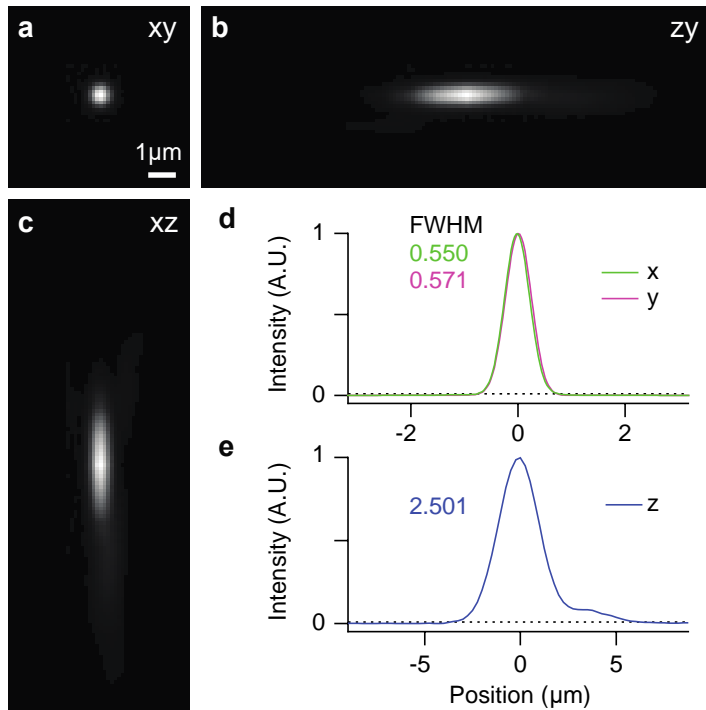 a xy
1µm
b zy
c xz
d
Intensity (A.U.)
1
0
FWHM
0.550
0.571
x
y
-2 0 2
e
Intensity (A.U.)
1
0
2.501
z
-5 0 5
Position (µm)